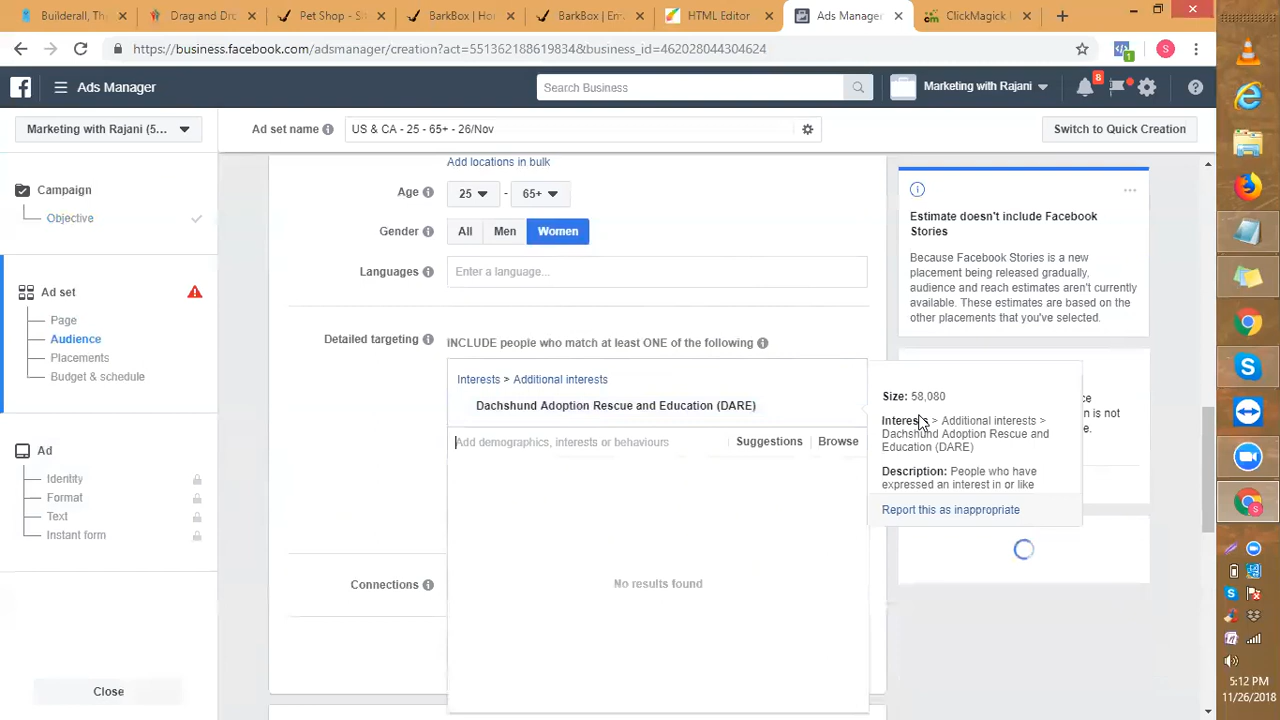 Builderall, Th
Drag and Dr
Pet Shop - S
BarkBox | Ho
BarkBox | Em
HTML Editor
Ads Manager
ClickMagick
https://business.facebook.com/adsmanager/creation?act=551362188619834&business_id=462028044304624
1
S
Ads Manager
Search Business
Marketing with Rajani
8
Marketing with Rajani (5...
Ad set name
US & CA - 25 - 65+ - 26/Nov
Switch to Quick Creation
Campaign
Objective
Ad set
Page
Audience
Placements
Budget & schedule
Ad
Identity
Format
Text
Instant form
Close
Add locations in bulk
Age
25
-
65+
Gender
All
Men
Women
Languages
Enter a language...
Detailed targeting
INCLUDE people who match at least ONE of the following
Interests > Additional interests
Dachshund Adoption Rescue and Education (DARE)
Add demographics, interests or behaviours
Suggestions
Browse
No results found
Connections
Estimate doesn't include Facebook
Stories
Because Facebook Stories is a new
placement being released gradually,
audience and reach estimates aren't currently
available. These estimates are based on the
other placements that you've selected.
Size: 58,080
Interests > Additional interests >
Dachshund Adoption Rescue and
Education (DARE)
Description: People who have
expressed an interest in or like
Report this as inappropriate
is not
5:12 PM
11/26/2018